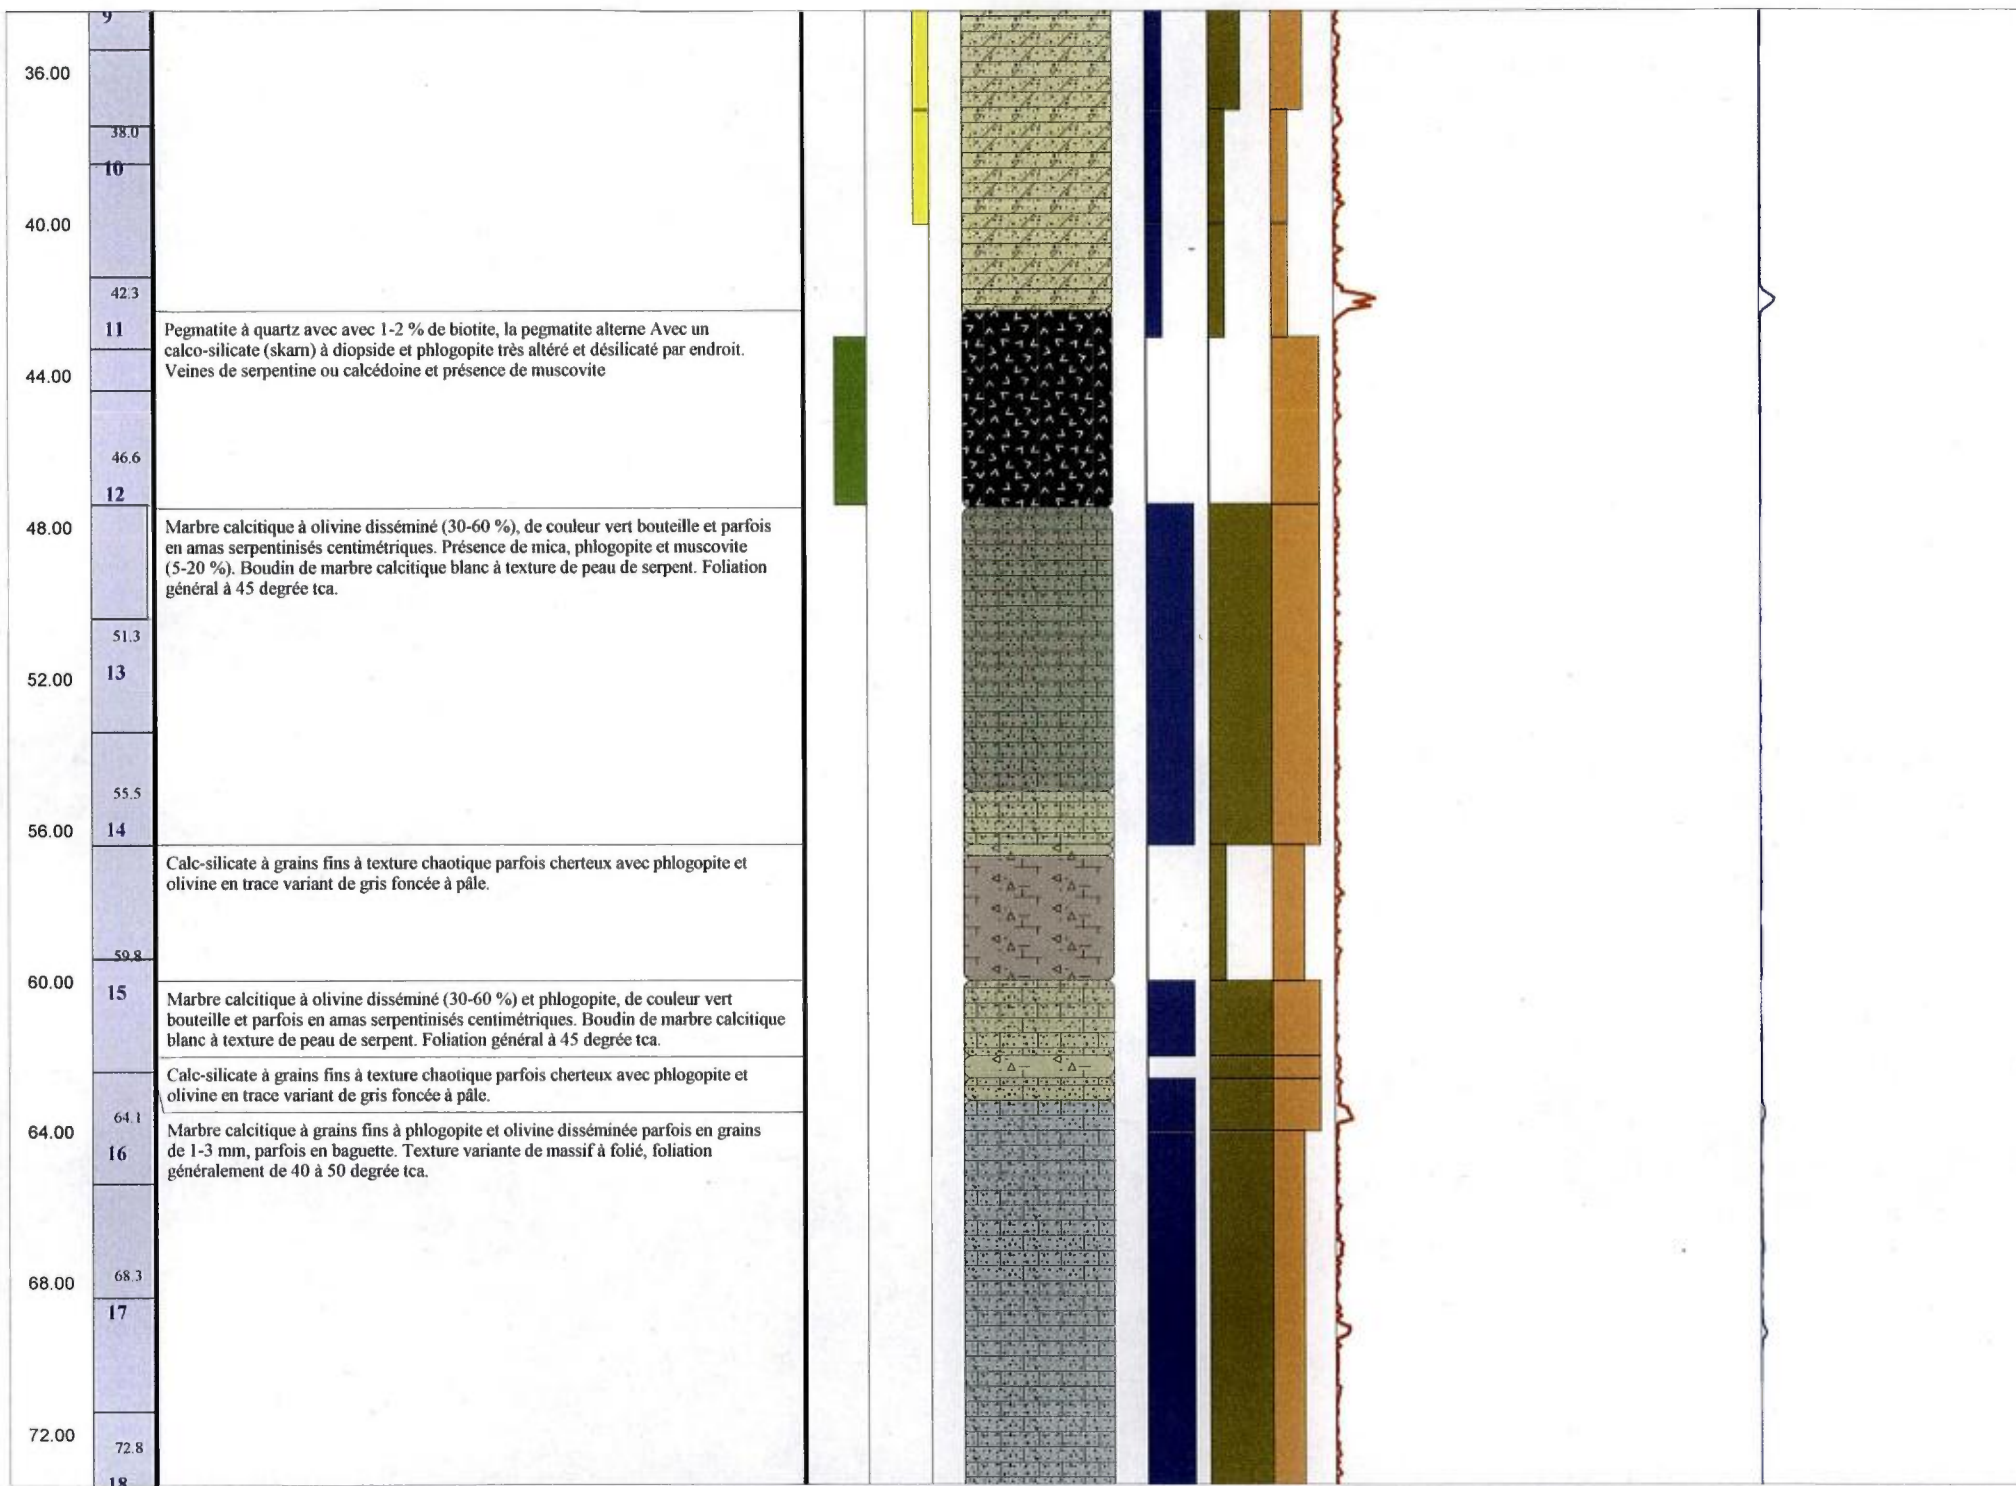 9
36.00
38.0
10
40.00
42.3
11
Pegmatite à quartz avec avec 1-2 % de biotite, la pegmatite alterne Avec un
calco-silicate (skarn) à diopside et phlogopite très altéré et désilicaté par endroit.
Veines de serpentine ou calcédoine et présence de muscovite
44.00
46.6
12
48.00
Marbre calcitique à olivine disséminé (30-60 %), de couleur vert bouteille et parfois
en amas serpentinisés centimétriques. Présence de mica, phlogopite et muscovite
(5-20 %). Boudin de marbre calcitique blanc à texture de peau de serpent. Foliation
général à 45 degrée tca.
51.3
13
52.00
55.5
14
56.00
Calc-silicate à grains fins à texture chaotique parfois cherteux avec phlogopite et
olivine en trace variant de gris foncée à pâle.
59.8
60.00
15
Marbre calcitique à olivine disséminé (30-60 %) et phlogopite, de couleur vert
bouteille et parfois en amas serpentinisés centimétriques. Boudin de marbre calcitique
blanc à texture de peau de serpent. Foliation général à 45 degrée tca.
Calc-silicate à grains fins à texture chaotique parfois cherteux avec phlogopite et
olivine en trace variant de gris foncée à pâle.
64.1
64.00
16
Marbre calcitique à grains fins à phlogopite et olivine disséminée parfois en grains
de 1-3 mm, parfois en baguette. Texture variante de massif à folié, foliation
généralement de 40 à 50 degrée tca.
68.3
68.00
17
72.00
72.8
18